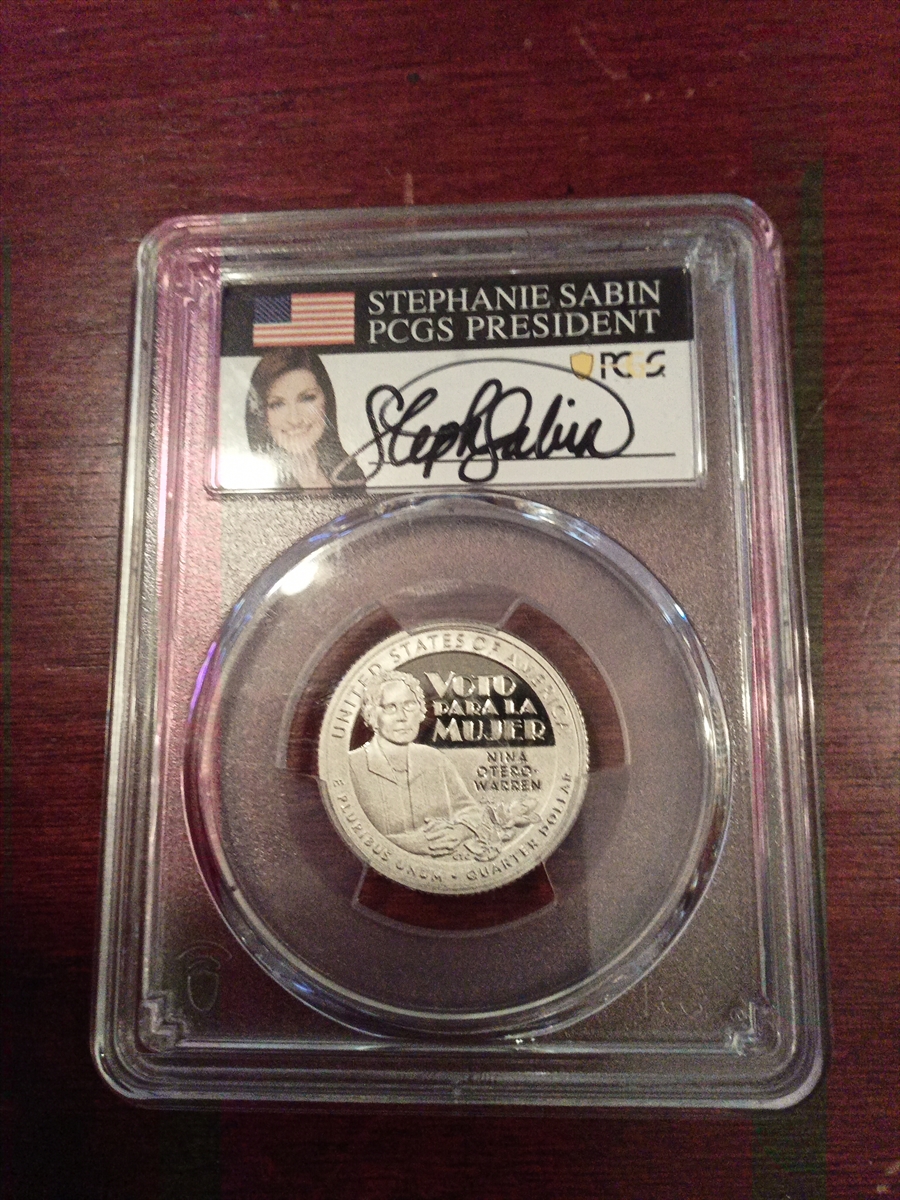 STEPHANIE SABIN
PCGS PRESIDENT
PCGS
Steph Sabin
UNITED STATES OF AMERICA
VOTO
PARA LA
MUJER
NINA
OTERO-
WARREN
E PLURIBUS UNUM • QUARTER DOLLAR